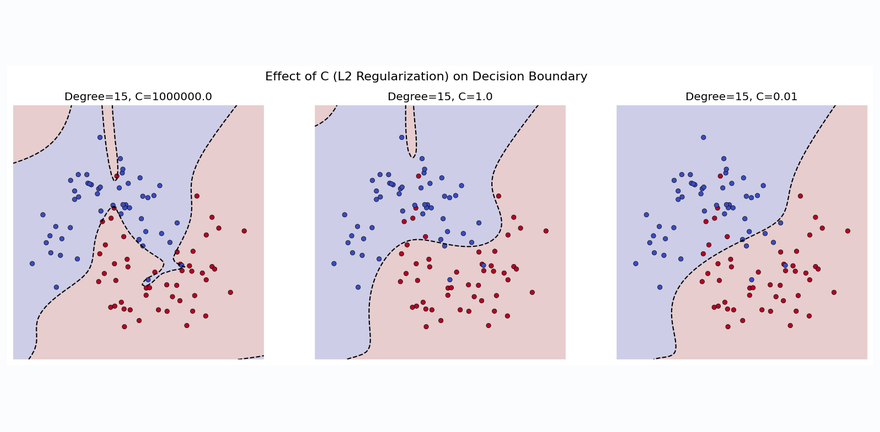 Effect of C (L2 Regularization) on Decision Boundary
Degree=15, C=1000000.0
Degree=15, C=1.0
Degree=15, C=0.01